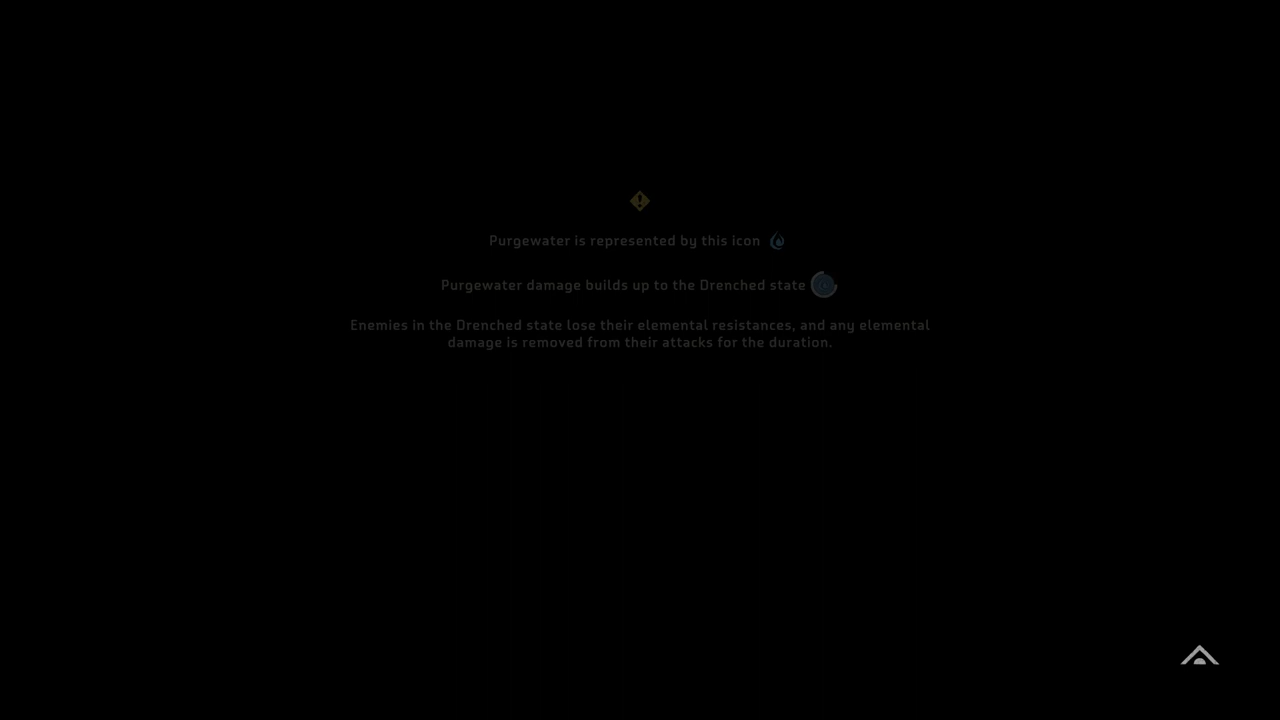 Purgewater is represented by this icon
Purgewater damage builds up to the Drenched state
Enemies in the Drenched state lose their elemental resistances, and any elemental
damage is removed from their attacks for the duration.